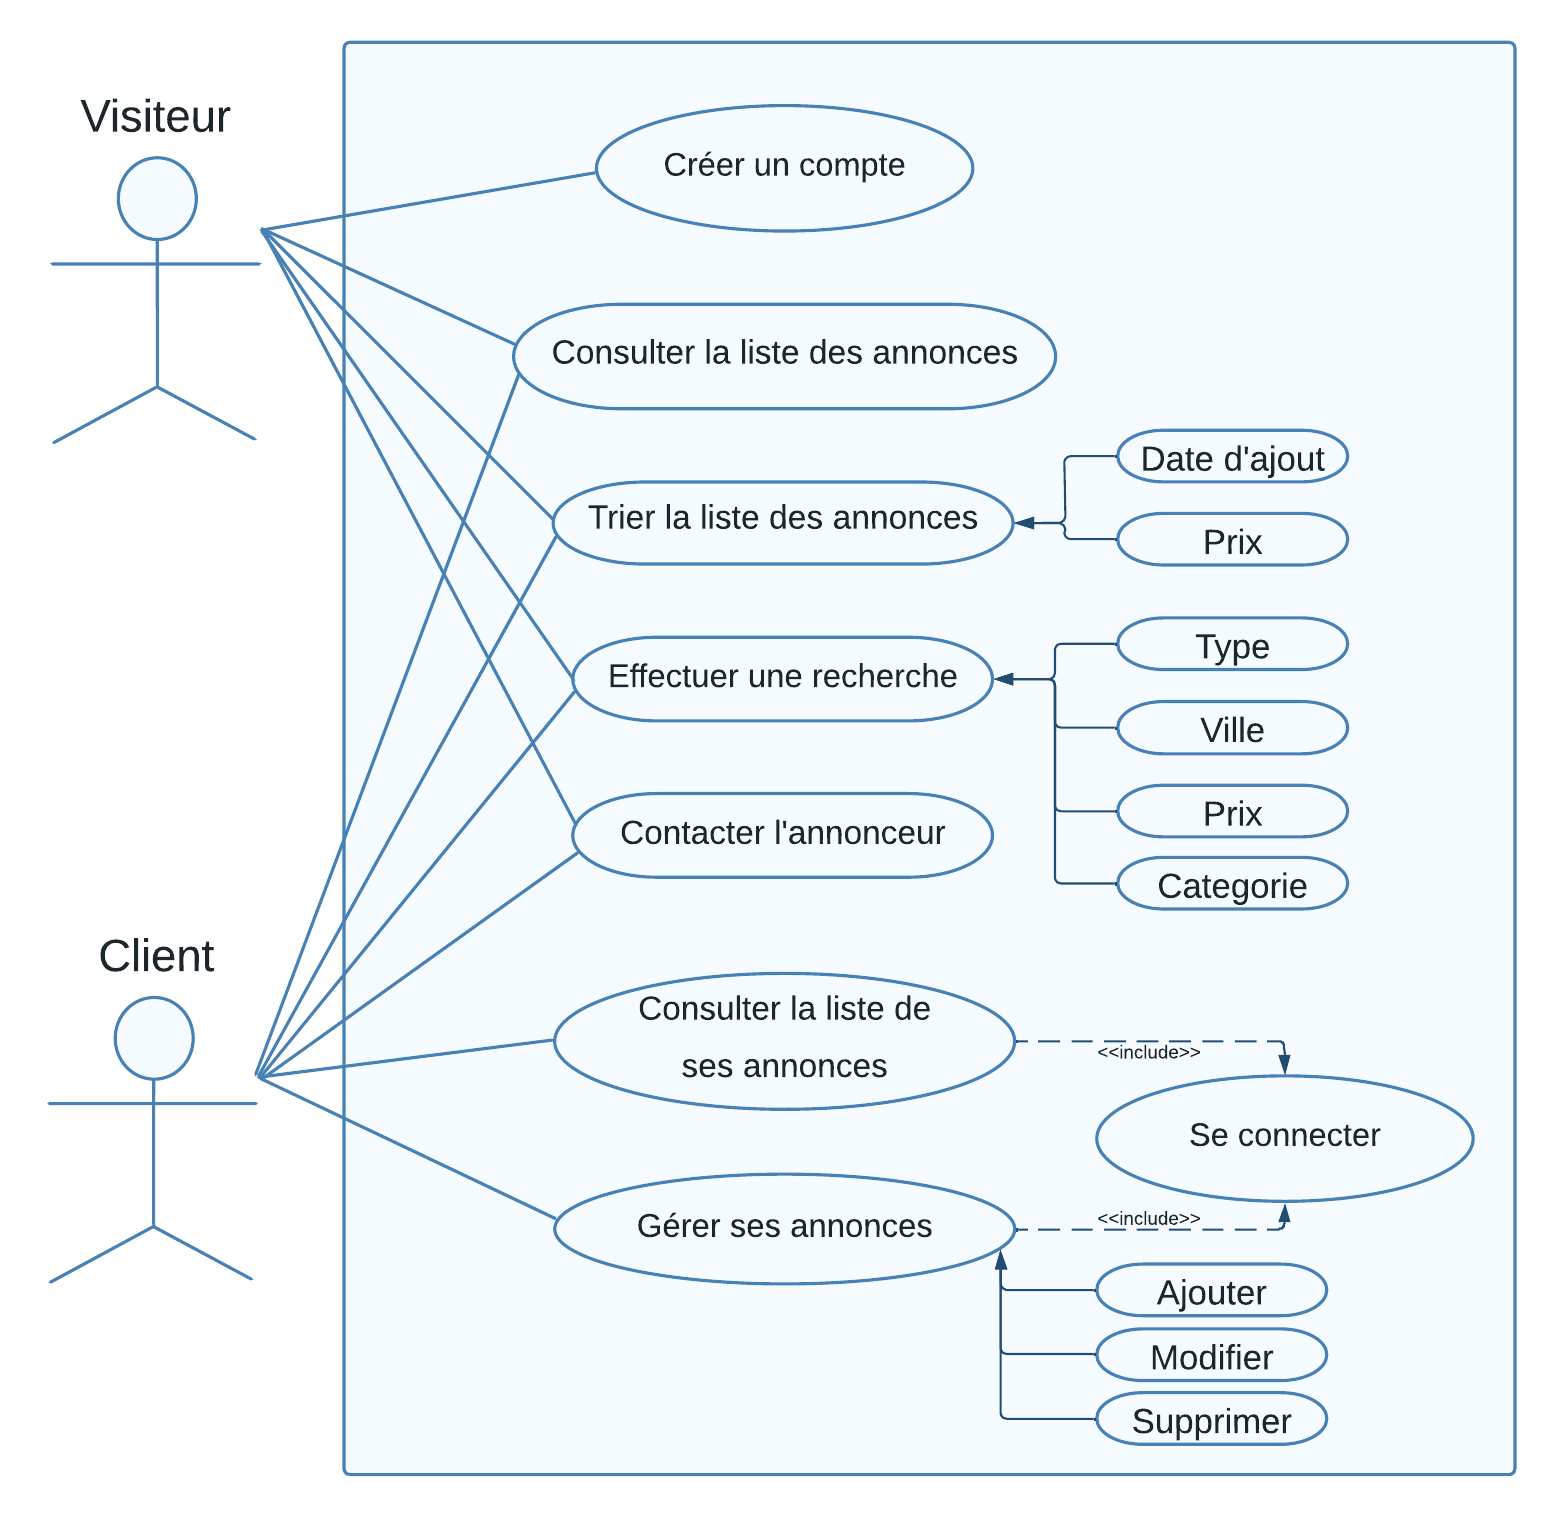 Visiteur
Créer un compte
Consulter la liste des annonces
Date d'ajout
Trier la liste des annonces
Prix
Type
Effectuer une recherche
Ville
Prix
Contacter l'annonceur
Categorie
Client
Consulter la liste de
ses annonces
<<include>>
Se connecter
<<include>>
Gérer ses annonces
Ajouter
Modifier
Supprimer